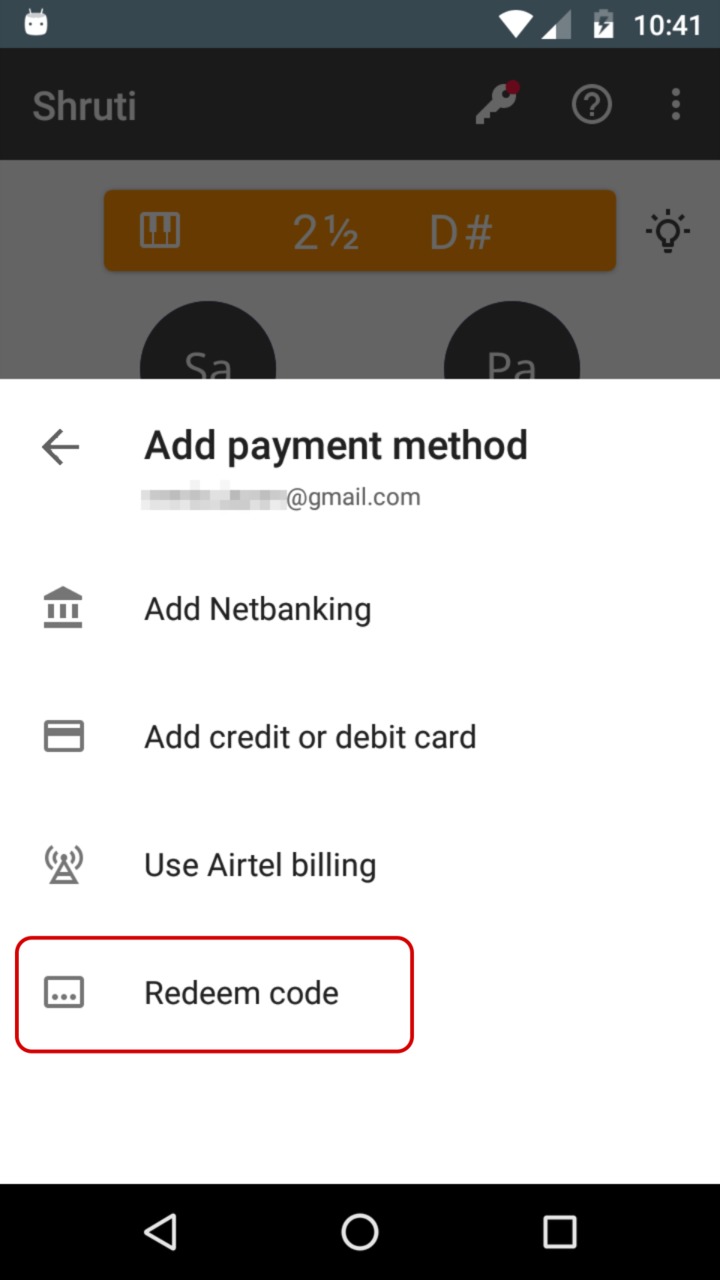 10:41
Shruti
2½ D#
Sa Pa
Add payment method
@gmail.com
Add Netbanking
Add credit or debit card
Use Airtel billing
Redeem code